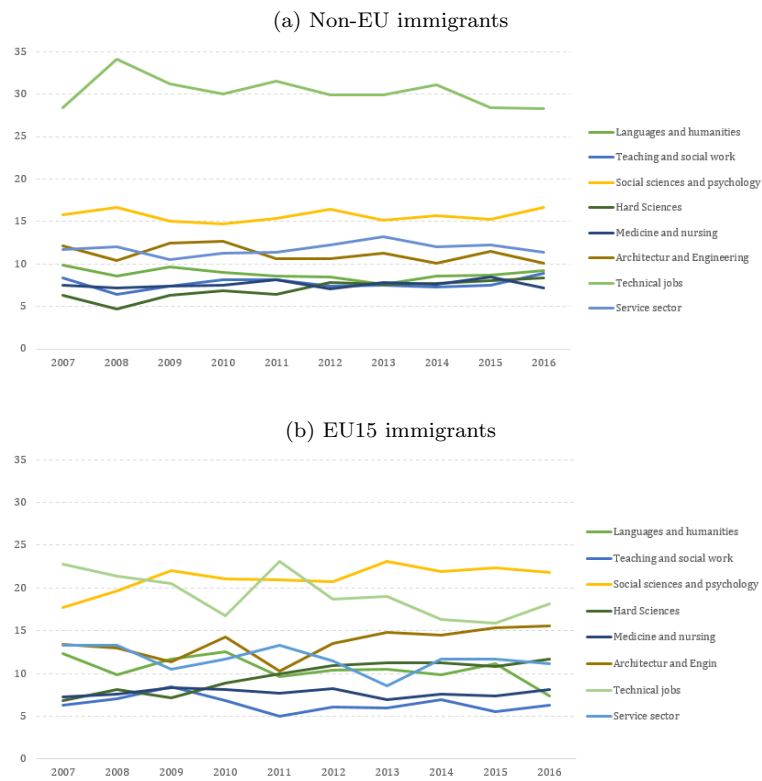 (a) Non-EU immigrants
35
30
25
20
15
10
5
0
2007 2008 2009 2010 2011 2012 2013 2014 2015 2016
Languages and humanities
Teaching and social work
Social sciences and psychology
Hard Sciences
Medicine and nursing
Architectur and Engineering
Technical jobs
Service sector
(b) EU15 immigrants
35
30
25
20
15
10
5
0
2007 2008 2009 2010 2011 2012 2013 2014 2015 2016
Languages and humanities
Teaching and social work
Social sciences and psychology
Hard Sciences
Medicine and nursing
Architectur and Engin
Technical jobs
Service sector